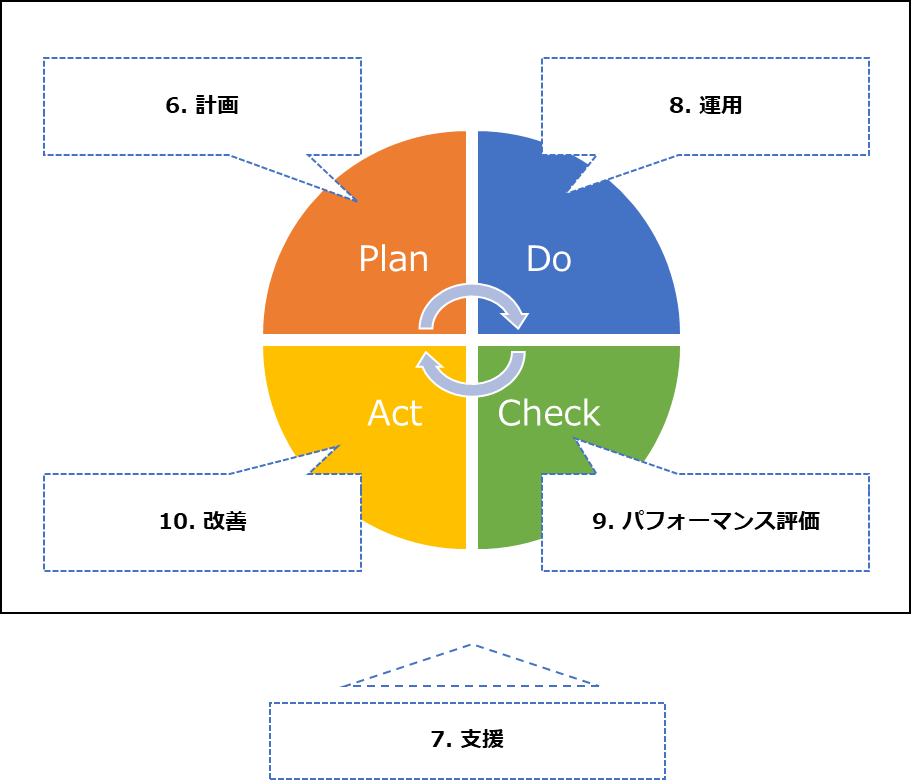 6. 計画
8. 運用
Plan
Do
Act
Check
10. 改善
9. パフォーマンス評価
7. 支援